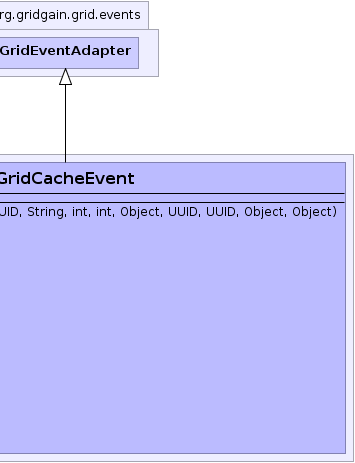 rg.gridgain.grid.events
GridEventAdapter
GridCacheEvent
UID, String, int, int, Object, UUID, UUID, Object, Object)